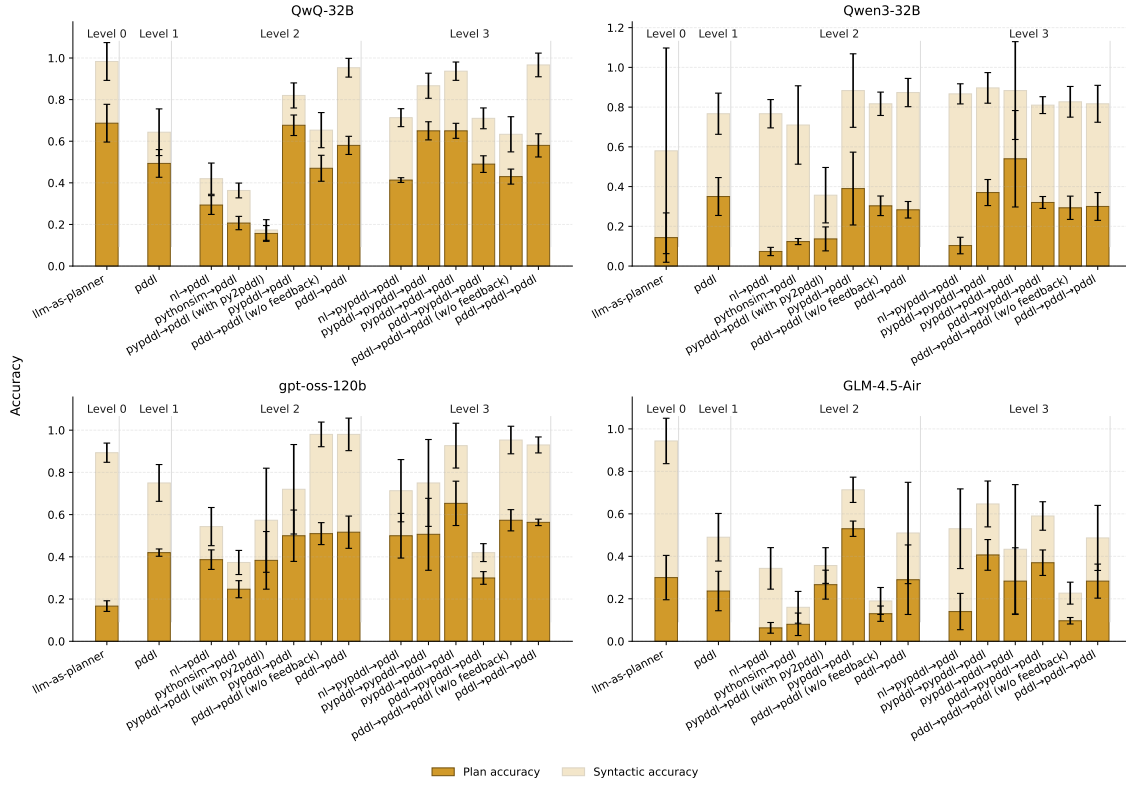 QwQ-32B
Level 0
Level 1
Level 2
Level 3
1.0
0.8
0.6
0.4
0.2
0.0
llm-as-planner
pddl
nl→pddl
pythonsim→pddl
pypddl→pddl (with py2pddl)
pypddl→pddl
pddl→pddl (w/o feedback)
pddl→pddl
nl→pypddl→pddl
pypddl→pypddl→pddl
pypddl→pddl→pddl
pddl→pypddl→pddl
pddl→pddl→pddl (w/o feedback)
pddl→pddl→pddl
Qwen3-32B
Level 0
Level 1
Level 2
Level 3
1.2
1.0
0.8
0.6
0.4
0.2
0.0
llm-as-planner
pddl
nl→pddl
pythonsim→pddl
pypddl→pddl (with py2pddl)
pypddl→pddl
pddl→pddl (w/o feedback)
pddl→pddl
nl→pypddl→pddl
pypddl→pypddl→pddl
pypddl→pddl→pddl
pddl→pypddl→pddl
pddl→pddl→pddl (w/o feedback)
pddl→pddl→pddl
Accuracy
gpt-oss-120b
Level 0
Level 1
Level 2
Level 3
1.0
0.8
0.6
0.4
0.2
0.0
llm-as-planner
pddl
nl→pddl
pythonsim→pddl
pypddl→pddl (with py2pddl)
pypddl→pddl
pddl→pddl (w/o feedback)
pddl→pddl
nl→pypddl→pddl
pypddl→pypddl→pddl
pypddl→pddl→pddl
pddl→pypddl→pddl
pddl→pddl→pddl (w/o feedback)
pddl→pddl→pddl
GLM-4.5-Air
Level 0
Level 1
Level 2
Level 3
1.0
0.8
0.6
0.4
0.2
0.0
llm-as-planner
pddl
nl→pddl
pythonsim→pddl
pypddl→pddl (with py2pddl)
pypddl→pddl
pddl→pddl (w/o feedback)
pddl→pddl
nl→pypddl→pddl
pypddl→pypddl→pddl
pypddl→pddl→pddl
pddl→pypddl→pddl
pddl→pddl→pddl (w/o feedback)
pddl→pddl→pddl
Plan accuracy
Syntactic accuracy